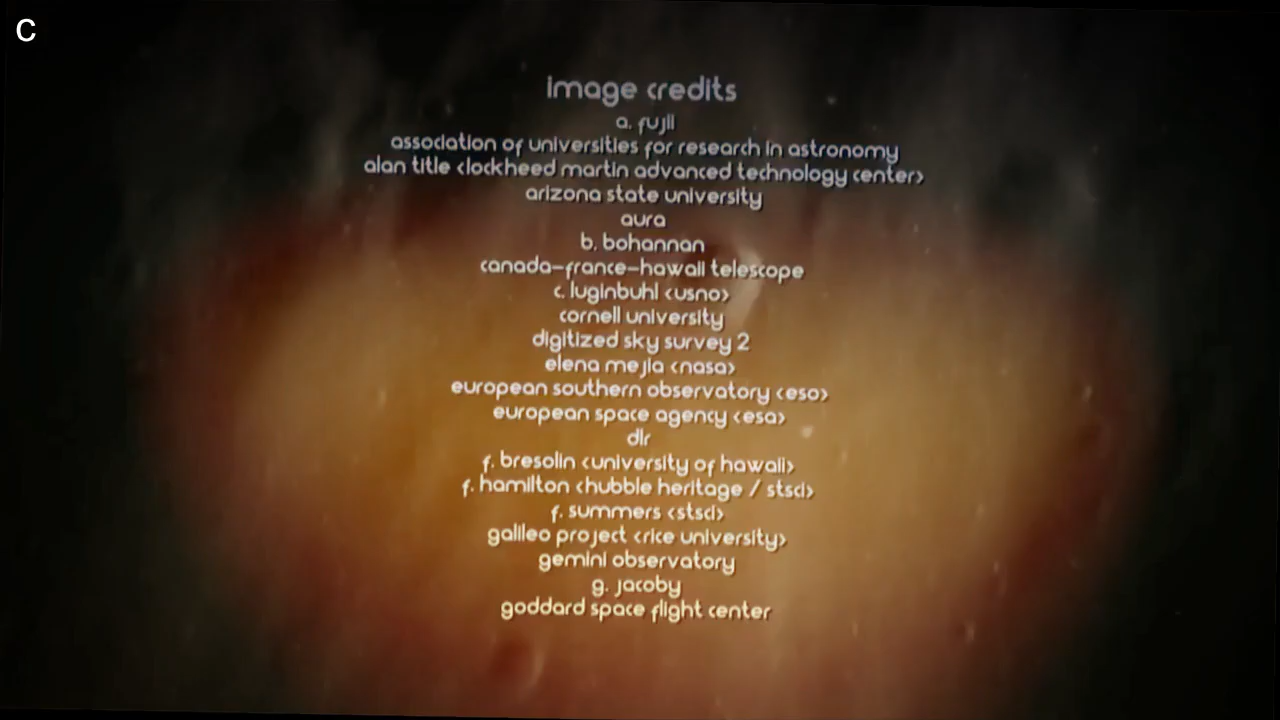 C
image credits
a. fujii
association of universities for research in astronomy
alan title <lockheed martin advanced technology center>
arizona state university
aura
b. bohannan
canada-france-hawaii telescope
c. luginbuhl <usno>
cornell university
digitized sky survey 2
elena mejia <nasa>
european southern observatory <eso>
european space agency <esa>
dlr
f. bresolin <university of hawaii>
f. hamilton <hubble heritage / stsci>
f. summers <stsci>
galileo project <rice university>
gemini observatory
g. jacoby
goddard space flight center